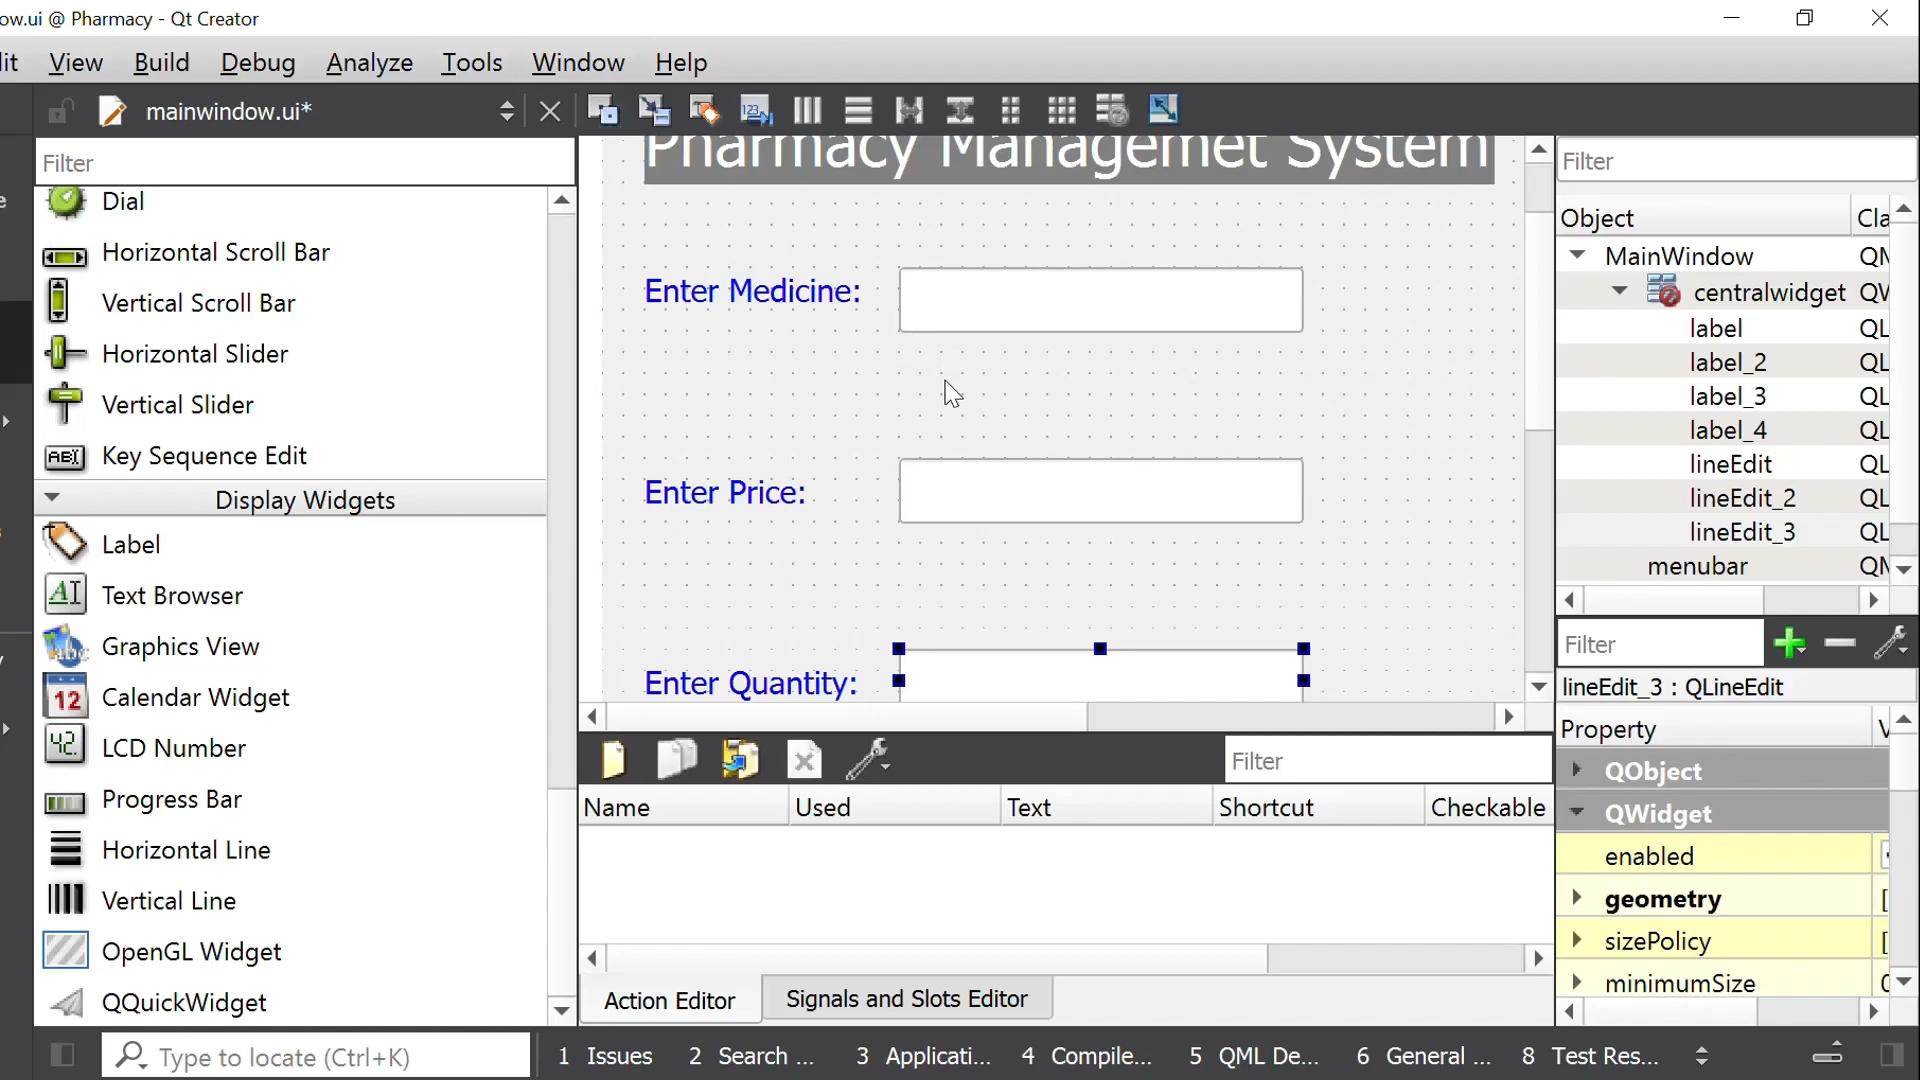 ow.ui @ Pharmacy - Qt Creator
it View Build Debug Analyze Tools Window Help
mainwindow.ui*
Filter
Dial
Horizontal Scroll Bar
Vertical Scroll Bar
Horizontal Slider
Vertical Slider
Key Sequence Edit
Display Widgets
Label
Text Browser
Graphics View
Calendar Widget
LCD Number
Progress Bar
Horizontal Line
Vertical Line
OpenGL Widget
QQuickWidget
Pharmacy Managemet System
Enter Medicine:
Enter Price:
Enter Quantity:
Filter
Name Used Text Shortcut Checkable
Action Editor Signals and Slots Editor
Filter
Object Cla
MainWindow QM
centralwidget QW
label QL
label_2 QL
label_3 QL
label_4 QL
lineEdit QL
lineEdit_2 QL
lineEdit_3 QL
menubar QM
Filter
lineEdit_3 : QLineEdit
Property V
QObject
QWidget
enabled
geometry [
sizePolicy [
minimumSize 0
Type to locate (Ctrl+K)
1 Issues 2 Search ... 3 Applicati... 4 Compile... 5 QML De... 6 General ... 8 Test Res...